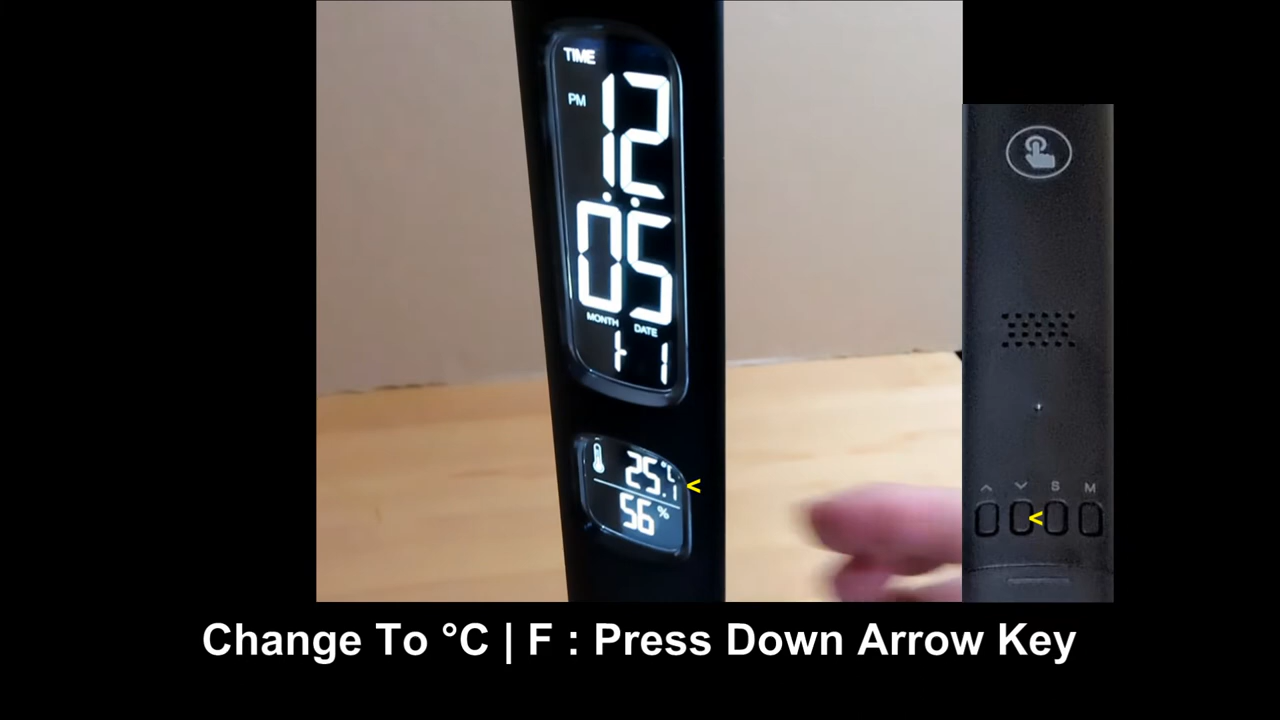 TIME
PM
12
05
MONTH DATE
1 1
25.1 °C
<
56 %
^ ˅ S M
<
Change To °C | F : Press Down Arrow Key